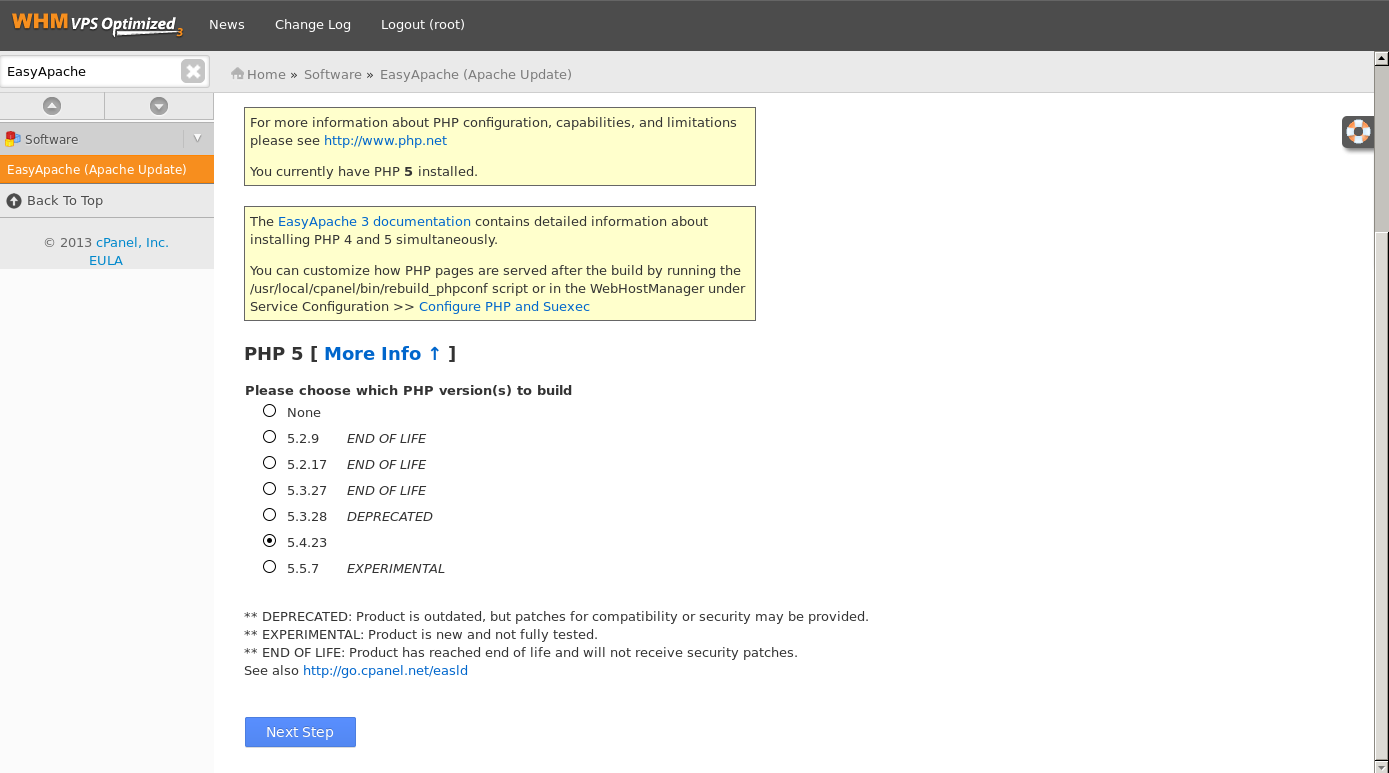 WHM VPS Optimized 3 News Change Log Logout (root)
EasyApache
Home » Software » EasyApache (Apache Update)
Software
EasyApache (Apache Update)
Back To Top
© 2013 cPanel, Inc.
EULA
For more information about PHP configuration, capabilities, and limitations
please see http://www.php.net
You currently have PHP 5 installed.
The EasyApache 3 documentation contains detailed information about
installing PHP 4 and 5 simultaneously.
You can customize how PHP pages are served after the build by running the
/usr/local/cpanel/bin/rebuild_phpconf script or in the WebHostManager under
Service Configuration >> Configure PHP and Suexec
PHP 5 [ More Info ↑ ]
Please choose which PHP version(s) to build
None
5.2.9 END OF LIFE
5.2.17 END OF LIFE
5.3.27 END OF LIFE
5.3.28 DEPRECATED
5.4.23
5.5.7 EXPERIMENTAL
** DEPRECATED: Product is outdated, but patches for compatibility or security may be provided.
** EXPERIMENTAL: Product is new and not fully tested.
** END OF LIFE: Product has reached end of life and will not receive security patches.
See also http://go.cpanel.net/easld
Next Step